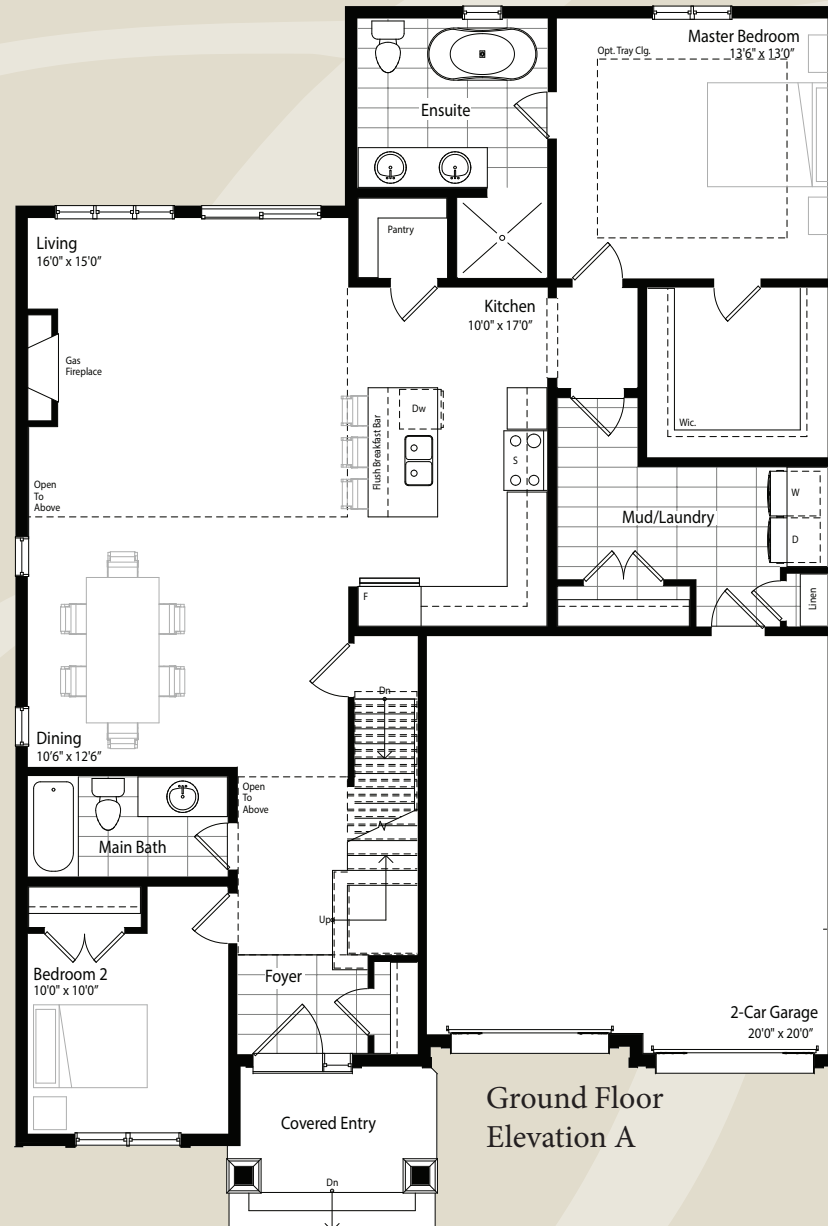 Master Bedroom
13'6" x 13'0"
Opt. Tray Clg.
Ensuite
Pantry
Living
16'0" x 15'0"
Kitchen
10'0" x 17'0"
Gas
Fireplace
Dw
Flush Breakfast Bar
S
Wic.
Open
To
Above
Mud/Laundry
W
D
F
Linen
Dn
Dining
10'6" x 12'6"
Open
To
Above
Main Bath
Up
Bedroom 2
10'0" x 10'0"
Foyer
2-Car Garage
20'0" x 20'0"
Covered Entry
Ground Floor
Elevation A
Dn